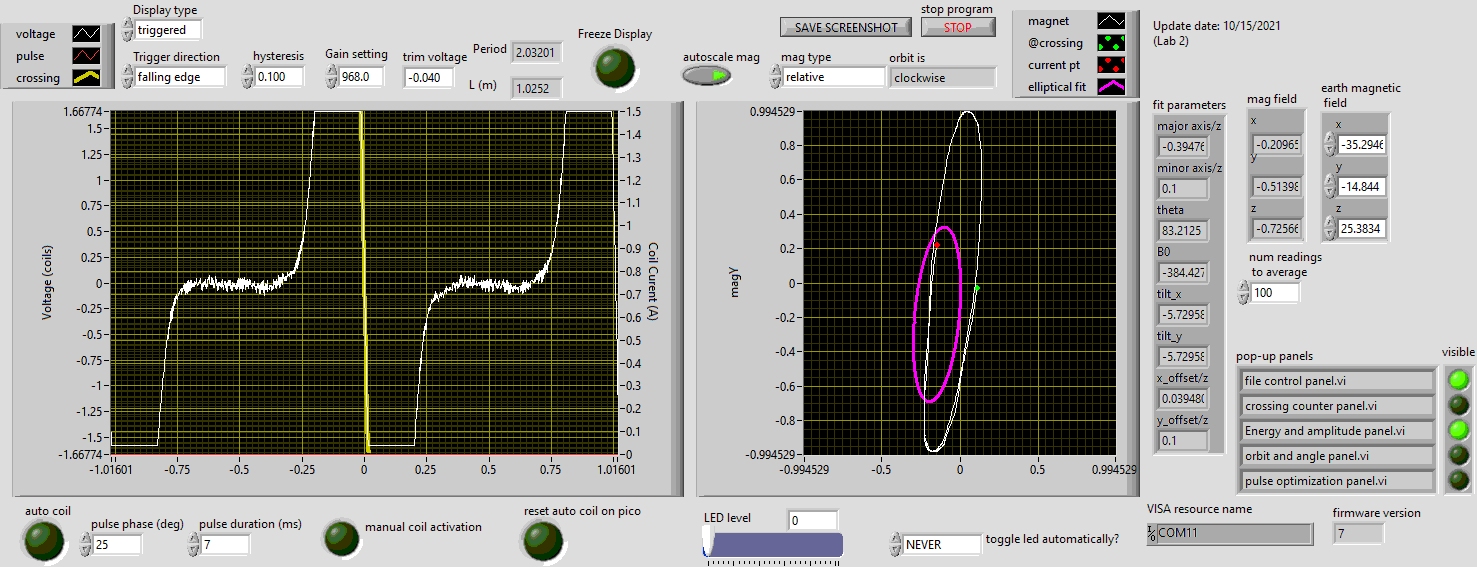 voltage
pulse
crossing
Display type
triggered
Trigger direction
falling edge
hysteresis
0.100
Gain setting
968.0
trim voltage
-0.040
Period
2.03201
L (m)
1.0252
Freeze Display
SAVE SCREENSHOT
stop program
STOP
autoscale mag
mag type
relative
orbit is
clockwise
magnet
@crossing
current pt
elliptical fit
Update date: 10/15/2021
(Lab 2)
Voltage (coils)
1.66774
1.5
1.25
1
0.75
0.5
0.25
0
-0.25
-0.5
-0.75
-1
-1.25
-1.5
-1.66774
-1.01601
-0.75
-0.5
-0.25
0
0.25
0.5
0.75
1.01601
Coil Current (A)
1.5
1.4
1.3
1.2
1.1
1
0.9
0.8
0.7
0.6
0.5
0.4
0.3
0.2
0.1
0
magy
0.994529
0.8
0.6
0.4
0.2
0
-0.2
-0.4
-0.6
-0.8
-0.994529
-0.994529
-0.5
0
0.5
0.994529
fit parameters
major axis/z
-0.39476
minor axis/z
0.1
theta
83.2125
B0
-384.427
tilt_x
-5.72958
tilt_y
-5.72958
x_offset/z
0.03948
y_offset/z
0.1
mag field
x
-0.20965
y
-0.51398
z
-0.72566
earth magnetic
field
x
-35.2946
y
-14.844
z
25.3834
num readings
to average
100
pop-up panels
visible
file control panel.vi
crossing counter panel.vi
Energy and amplitude panel.vi
orbit and angle panel.vi
pulse optimization panel.vi
auto coil
pulse phase (deg)
25
pulse duration (ms)
7
manual coil activation
reset auto coil on pico
LED level
0
NEVER
toggle led automatically?
VISA resource name
COM11
firmware version
7